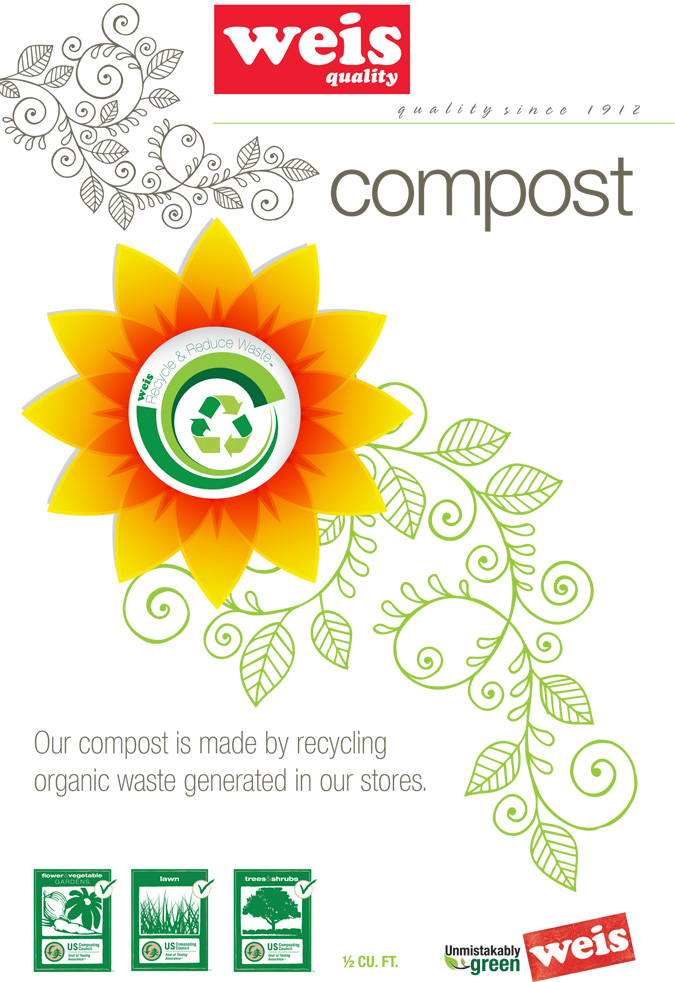 weis
quality
quality since 1912
compost
weis Recycle & Reduce Waste
Our compost is made by recycling
organic waste generated in our stores.
flower & vegetable
GARDENS
US Composting
Council
Seal of Testing
Assurance
lawn
US Composting
Council
Seal of Testing
Assurance
trees & shrubs
US Composting
Council
Seal of Testing
Assurance
½ CU. FT.
Unmistakably
green
weis